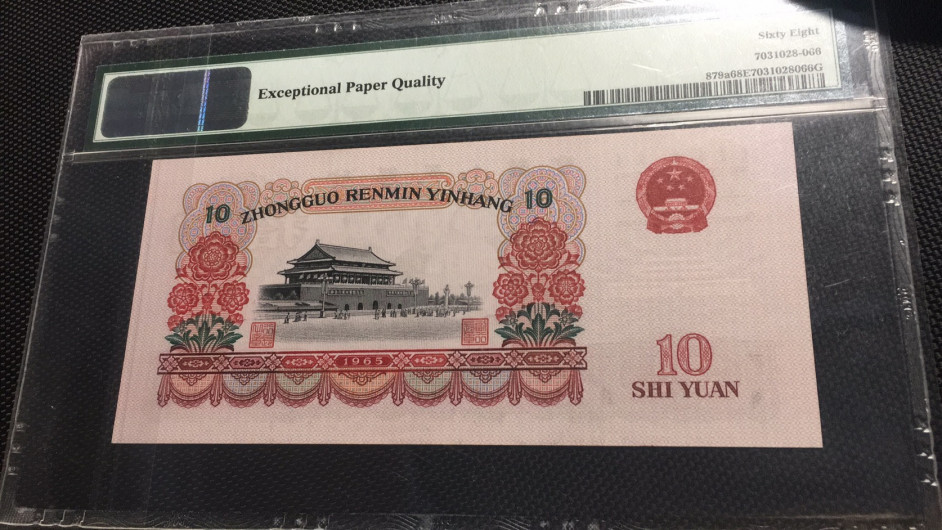 Sixty Eight
Exceptional Paper Quality
7031028-068
879a68E7031028066G
10 ZHONGGUO RENMIN YINHANG 10
1965
10
SHI YUAN